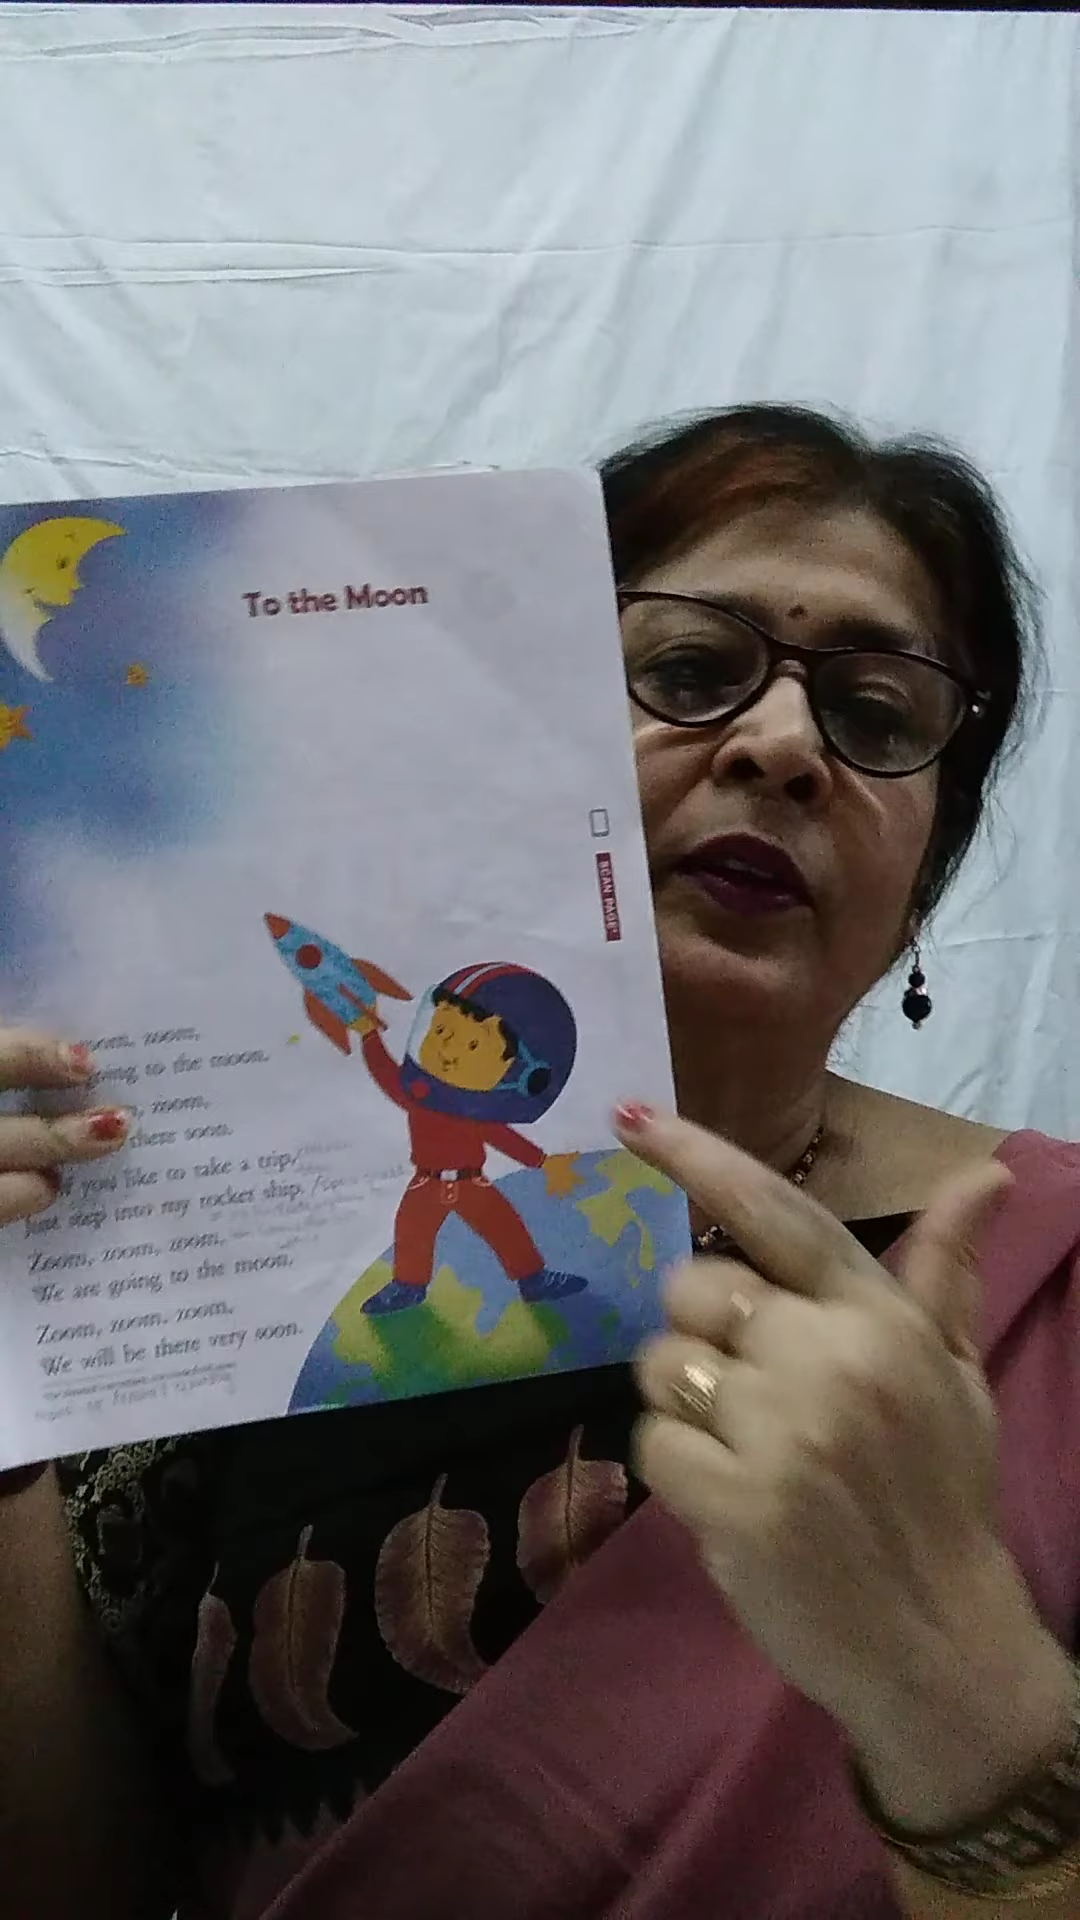 To the Moon
SCAN PAGE
zoom, zoom,
going to the moon.
zoom,
there soon.
If you like to take a trip,
Just step into my rocket ship.
Zoom, zoom, zoom,
We are going to the moon.
Zoom, zoom, zoom,
We will be there very soon.